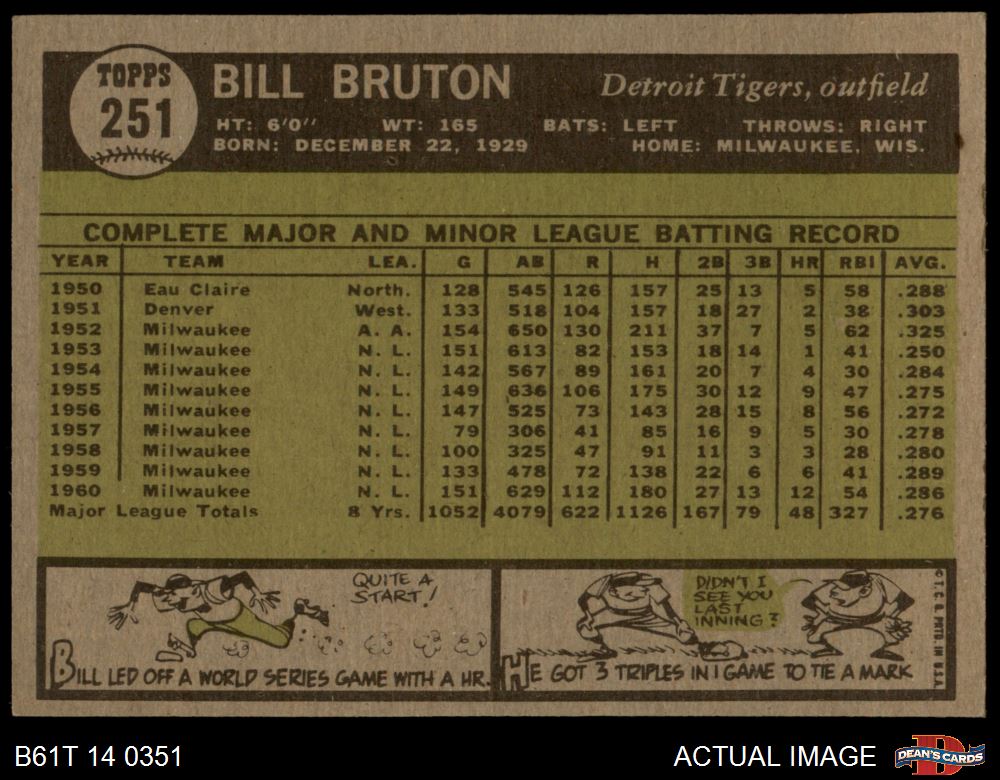 TOPPS
251
BILL BRUTON Detroit Tigers, outfield
HT: 6'0'' WT: 165 BATS: LEFT THROWS: RIGHT
BORN: DECEMBER 22, 1929 HOME: MILWAUKEE, WIS.
COMPLETE MAJOR AND MINOR LEAGUE BATTING RECORD
YEAR TEAM LEA. G AB R H 2B 3B HR RBI AVG.
1950 Eau Claire North. 128 545 126 157 25 13 5 58 .288
1951 Denver West. 133 518 104 157 18 27 2 38 .303
1952 Milwaukee A. A. 154 650 130 211 37 7 5 62 .325
1953 Milwaukee N. L. 151 613 82 153 18 14 1 41 .250
1954 Milwaukee N. L. 142 567 89 161 20 7 4 30 .284
1955 Milwaukee N. L. 149 636 106 175 30 12 9 47 .275
1956 Milwaukee N. L. 147 525 73 143 28 15 8 56 .272
1957 Milwaukee N. L. 79 306 41 85 16 9 5 30 .278
1958 Milwaukee N. L. 100 325 47 91 11 3 3 28 .280
1959 Milwaukee N. L. 133 478 72 138 22 6 6 41 .289
1960 Milwaukee N. L. 151 629 112 180 27 13 12 54 .286
Major League Totals 8 Yrs. 1052 4079 622 1126 167 79 48 327 .276
QUITE A
START!
BILL LED OFF A WORLD SERIES GAME WITH A HR.
DIDN'T I
SEE YOU
LAST
INNING?
HE GOT 3 TRIPLES IN 1 GAME TO TIE A MARK
© T. C. G. PRTD. IN U.S.A.
B61T 14 0351
ACTUAL IMAGE
DEAN'S CARDS